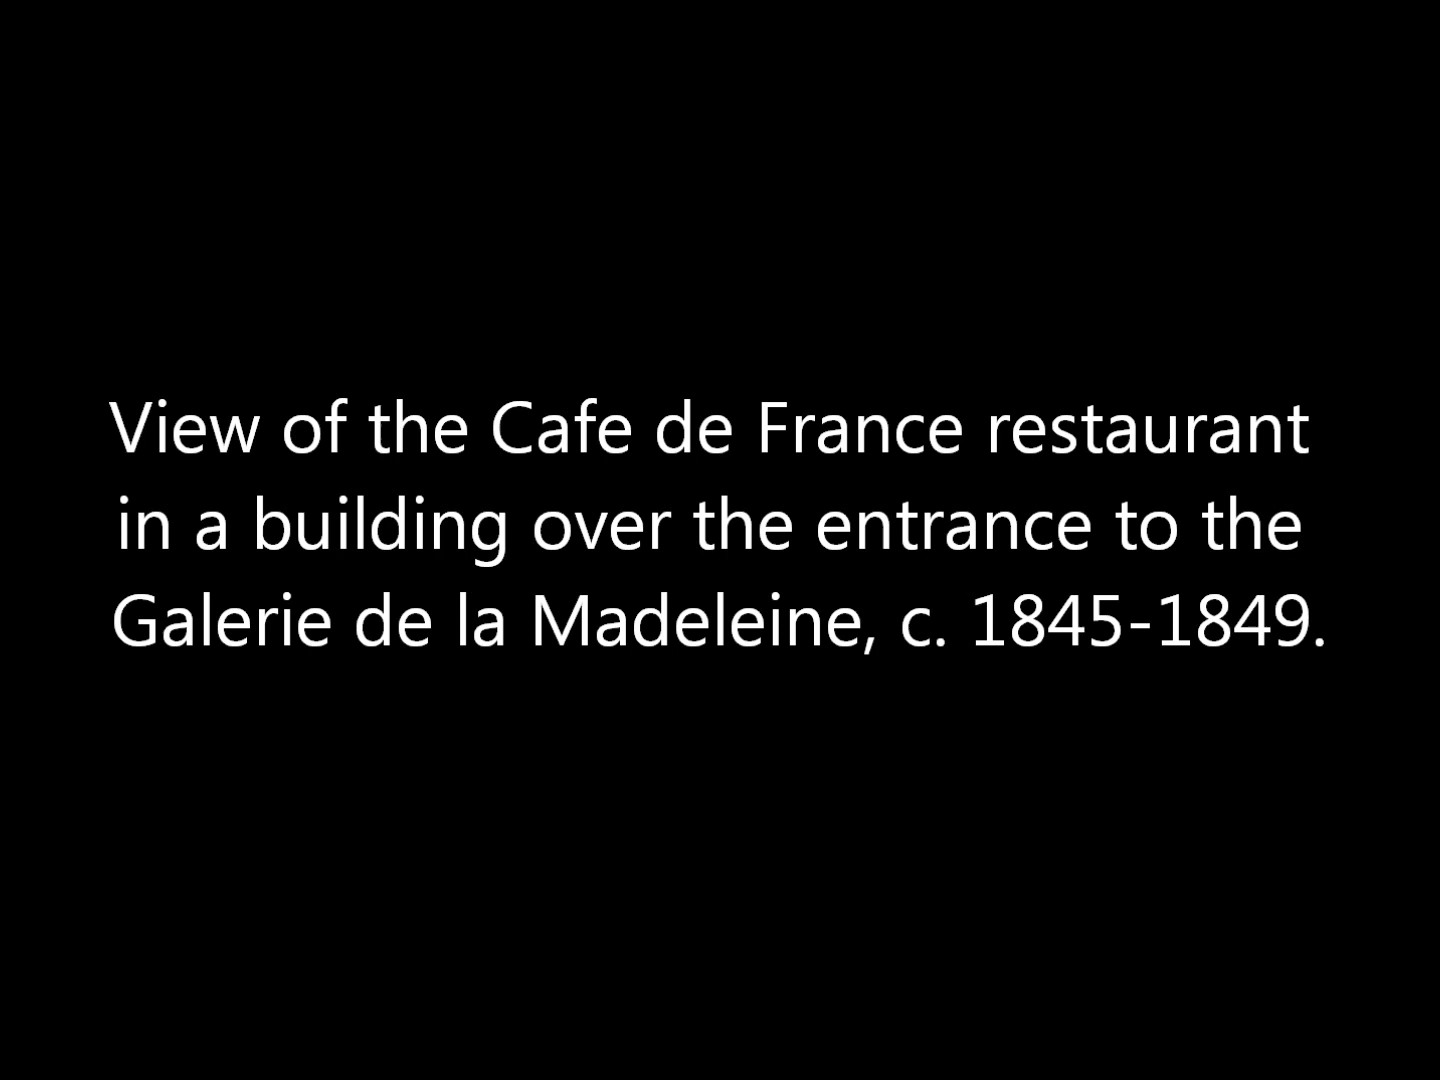 View of the Cafe de France restaurant
in a building over the entrance to the
Galerie de la Madeleine, c. 1845-1849.